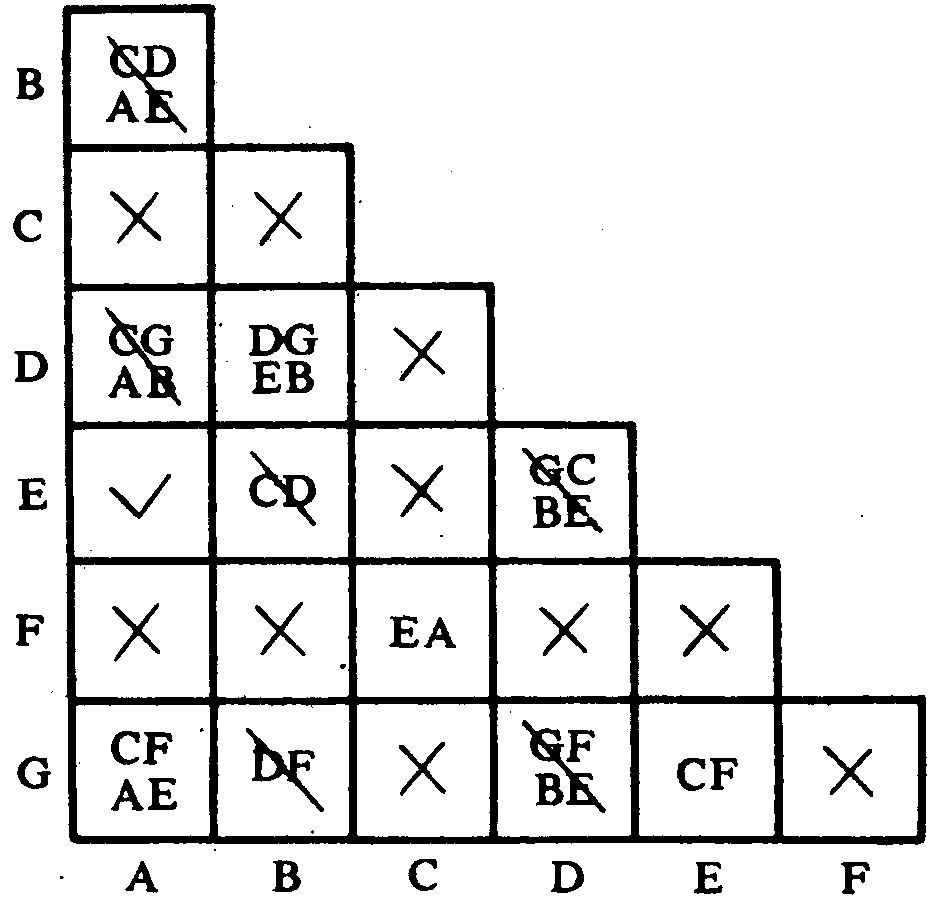 B CD
AE
C X X
D CG DG X
AB EB
E ✓ CD X GC
BE
F X X EA X X
G CF DF X GF CF X
AE BE
A B C D E F